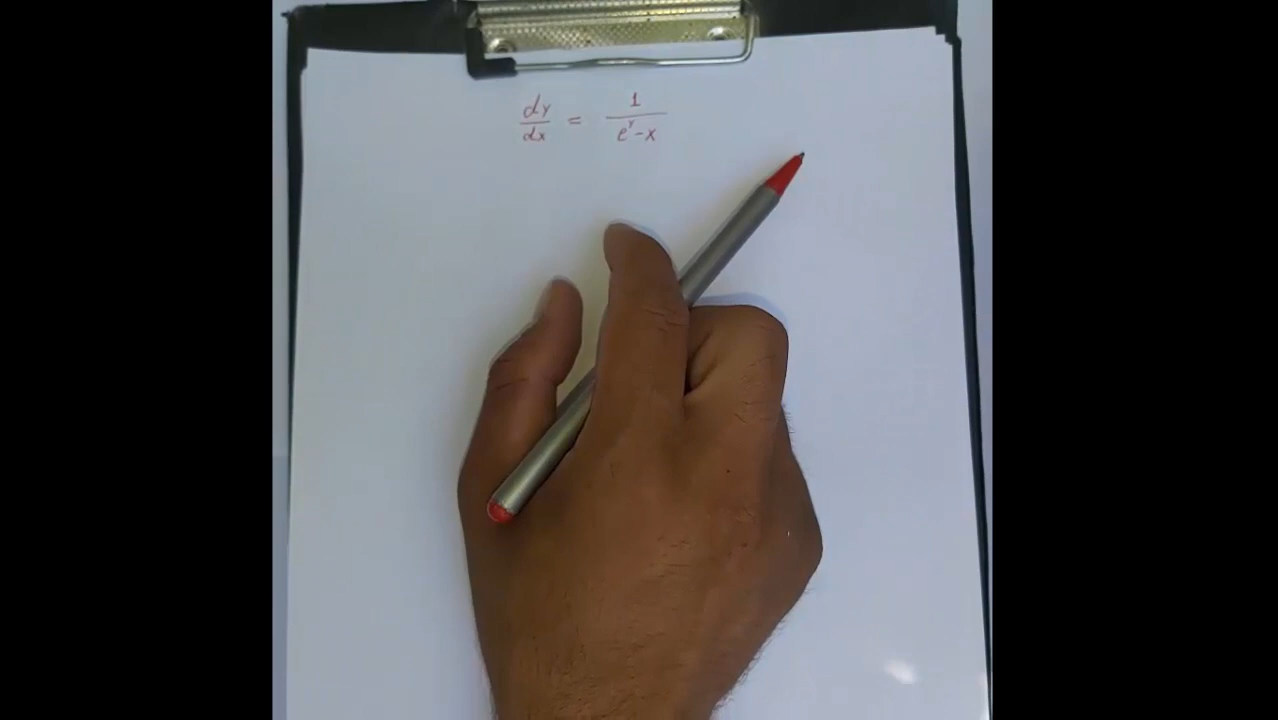 dy/dx = 1/(e^y - x)